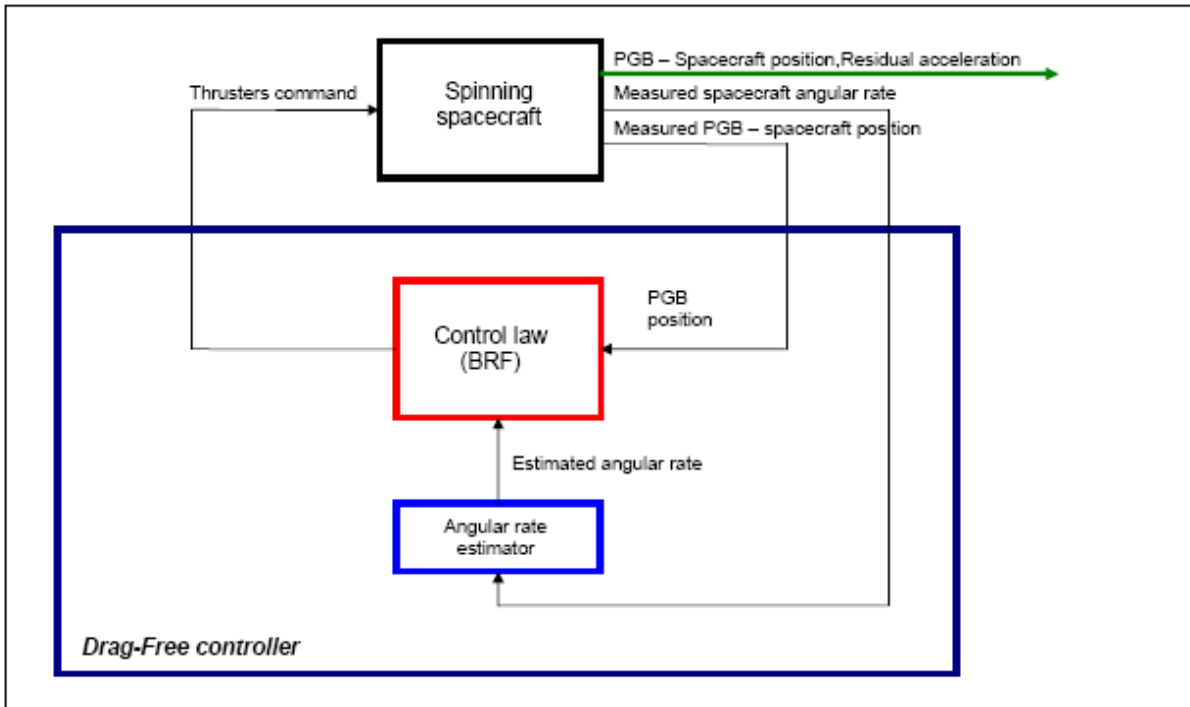 PGB – Spacecraft position,Residual acceleration
Thrusters command
Spinning
spacecraft
Measured spacecraft angular rate
Measured PGB – spacecraft position
Control law
(BRF)
PGB
position
Estimated angular rate
Angular rate
estimator
Drag-Free controller